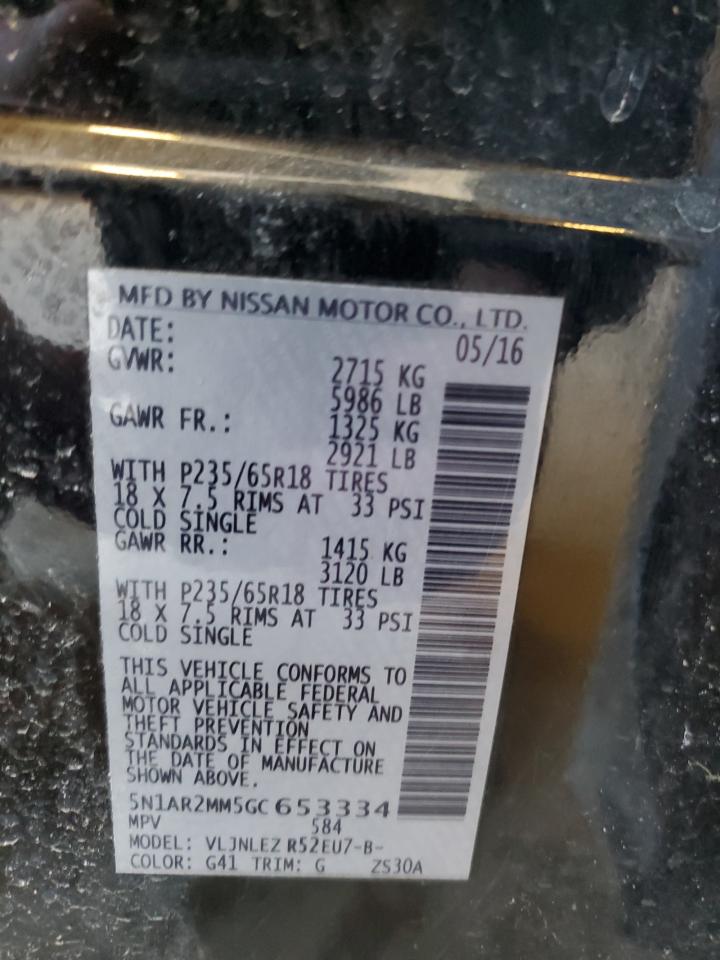 MFD BY NISSAN MOTOR CO., LTD.
DATE: 05/16
GVWR: 2715 KG
5986 LB
GAWR FR.: 1325 KG
2921 LB
WITH P235/65R18 TIRES
18 X 7.5 RIMS AT 33 PSI
COLD SINGLE
GAWR RR.: 1415 KG
3120 LB
WITH P235/65R18 TIRES
18 X 7.5 RIMS AT 33 PSI
COLD SINGLE
THIS VEHICLE CONFORMS TO
ALL APPLICABLE FEDERAL
MOTOR VEHICLE SAFETY AND
THEFT PREVENTION
STANDARDS IN EFFECT ON
THE DATE OF MANUFACTURE
SHOWN ABOVE.
5N1AR2MM5GC653334
MPV 584
MODEL: VLJNLEZ R52EU7-B-
COLOR: G41 TRIM: G ZS30A